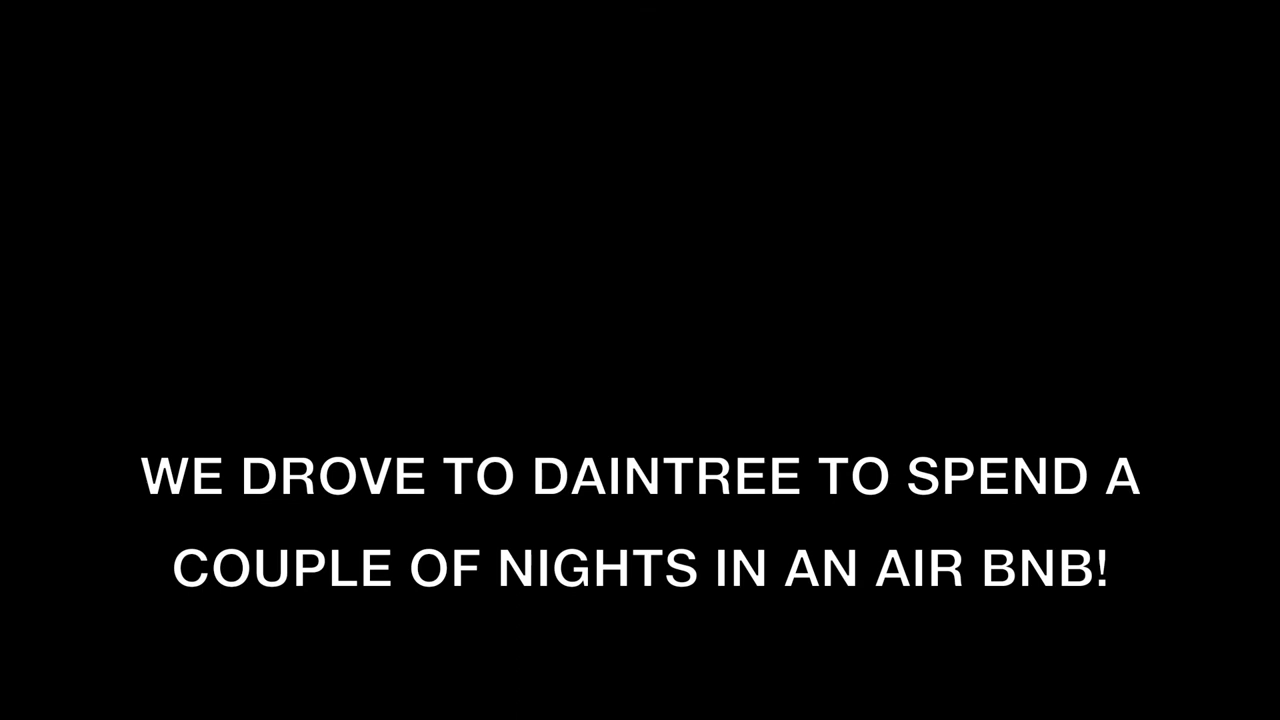 WE DROVE TO DAINTREE TO SPEND A
COUPLE OF NIGHTS IN AN AIR BNB!